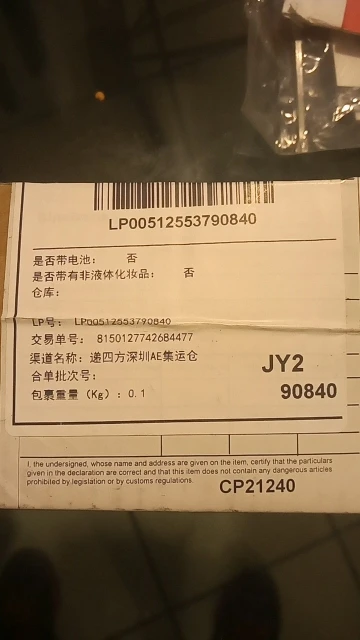 LP00512553790840
是否带电池： 否
是否带有非液体化妆品： 否
仓库：
LP号： LP00512553790840
交易单号： 8150127742684477
渠道名称： 递四方深圳AE集运仓
合单批次号：
包裹重量（Kg）：0.1
JY2
90840
I, the undersigned, whose name and address are given on the item, certify that the particulars
given in the declaration are correct and that this item does not contain any dangerous articles
prohibited by legislation or by customs regulations.
CP21240